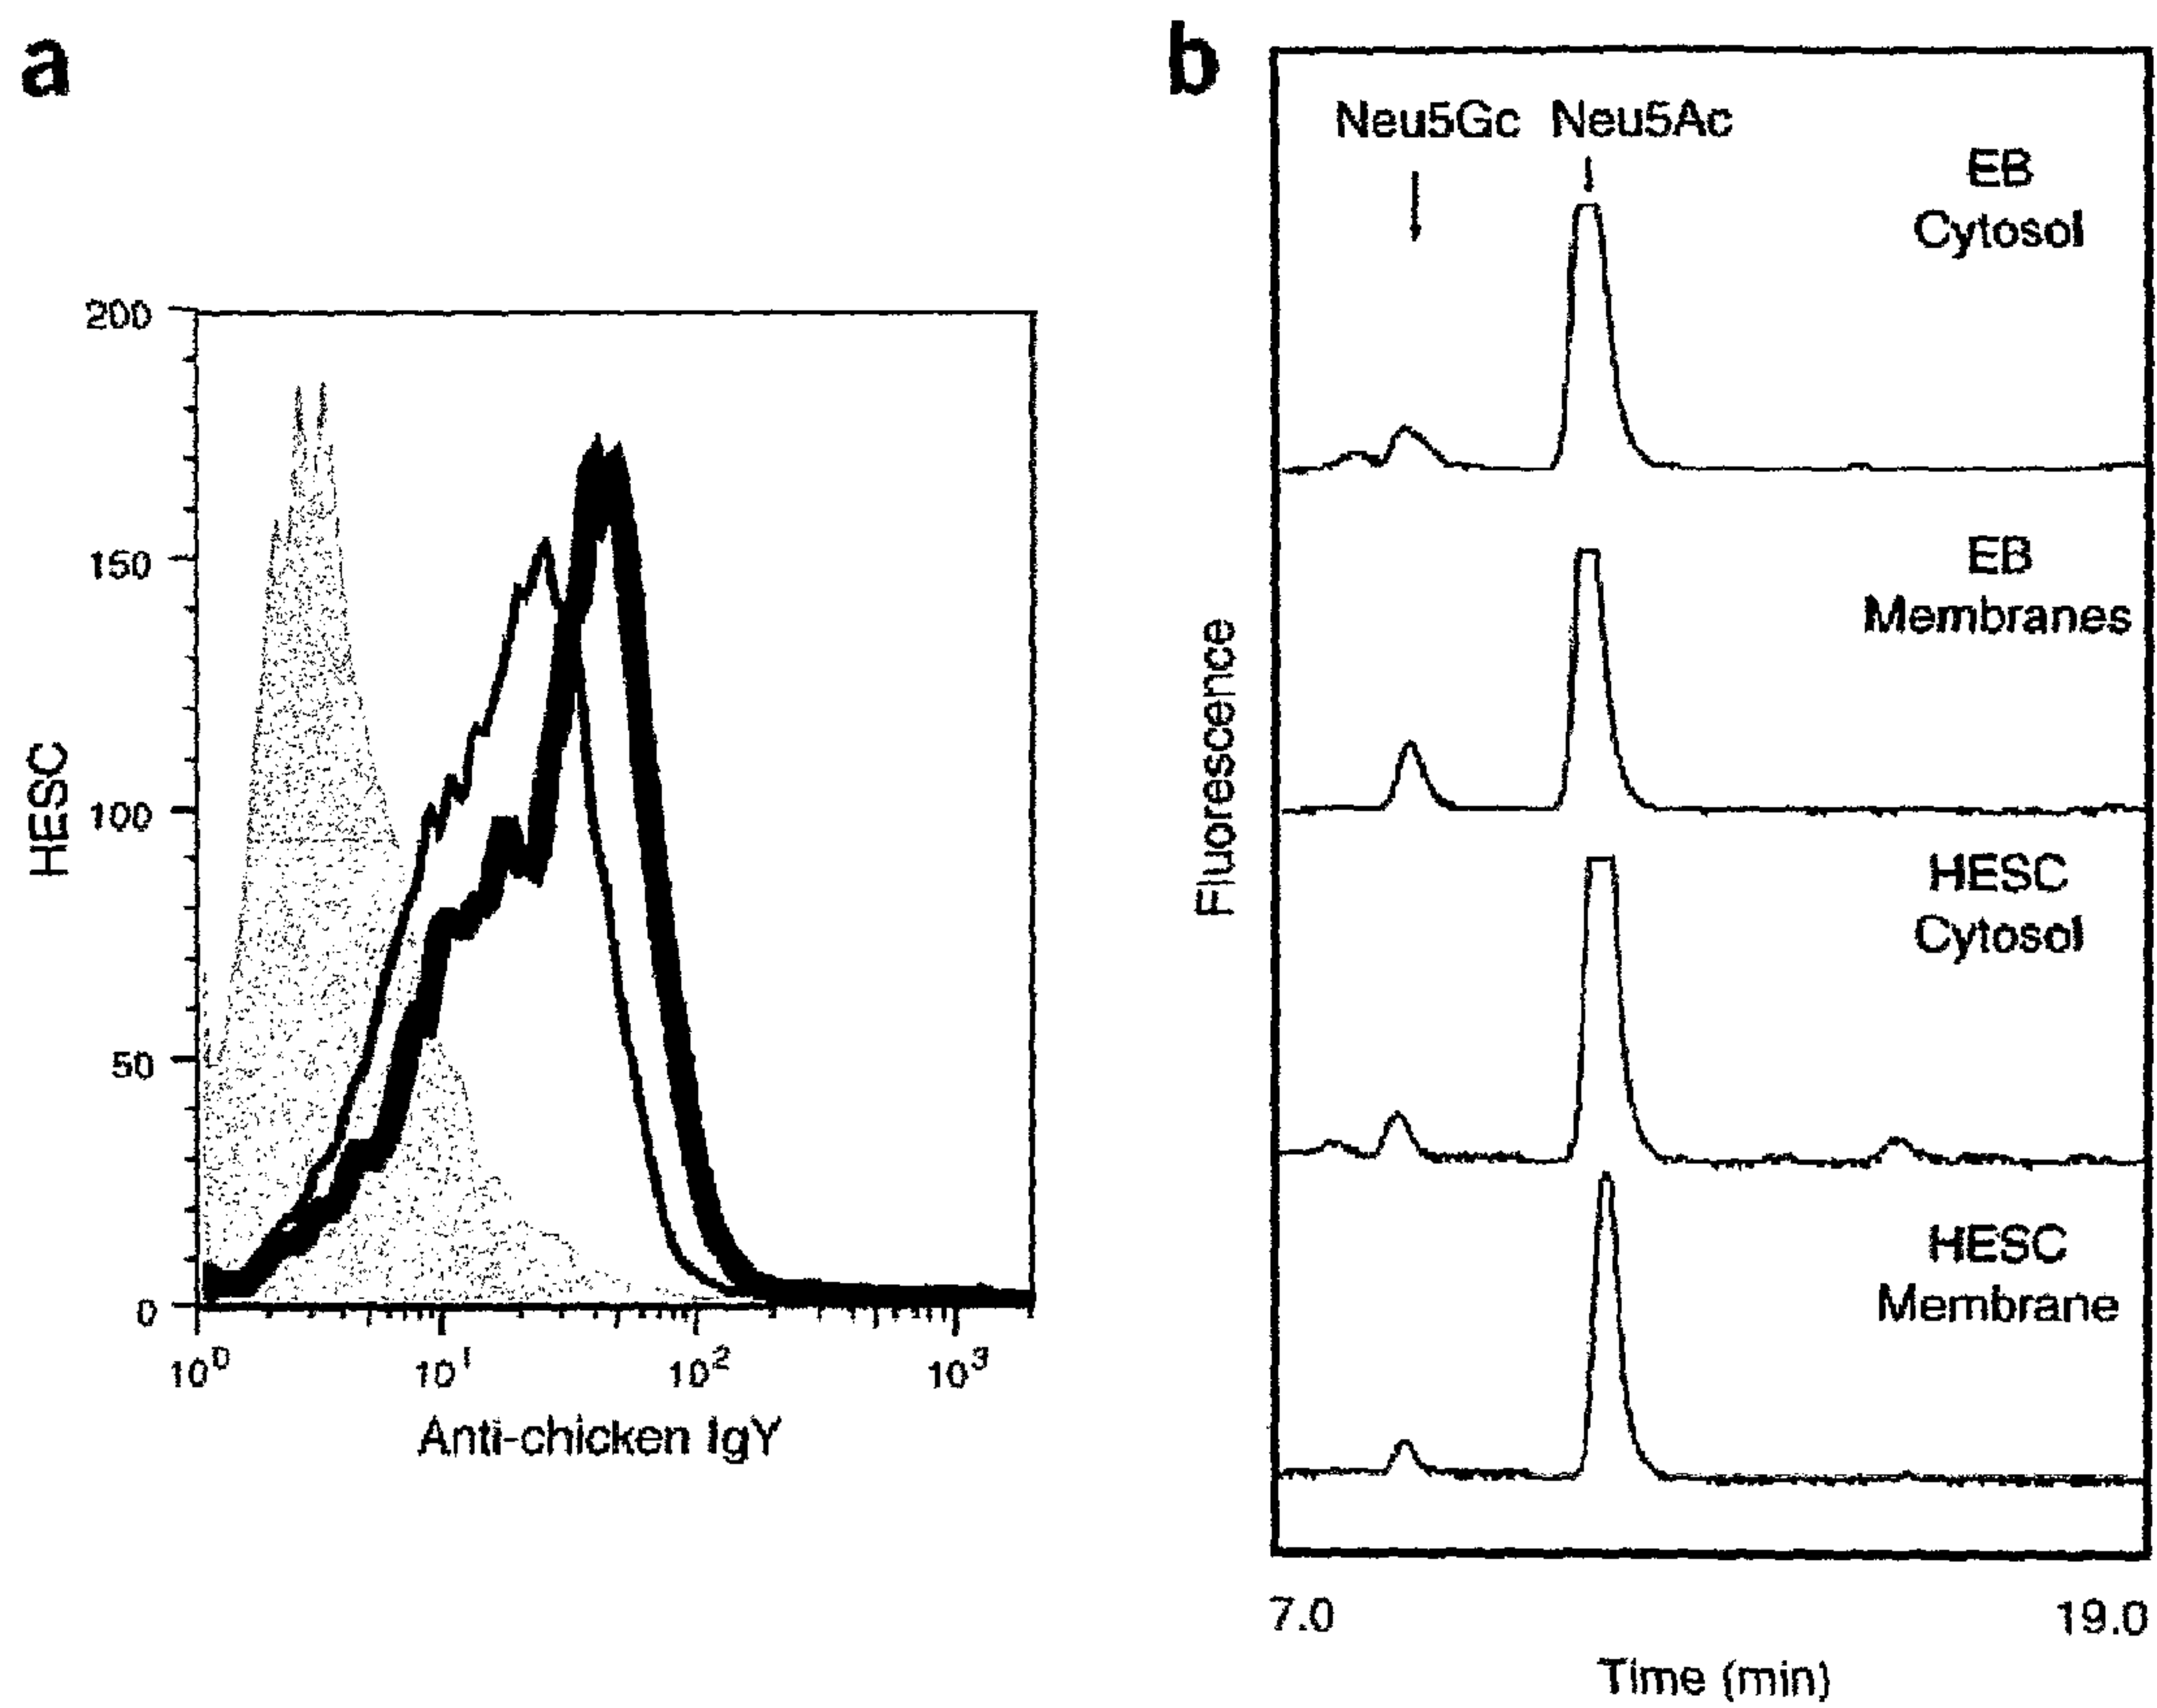 a
200
150
100
50
0
HESC
10⁰ 10¹ 10² 10³
Anti-chicken IgY
b
Neu5Gc Neu5Ac
EB
Cytosol
EB
Membranes
HESC
Cytosol
HESC
Membrane
Fluorescence
7.0 19.0
Time (min)